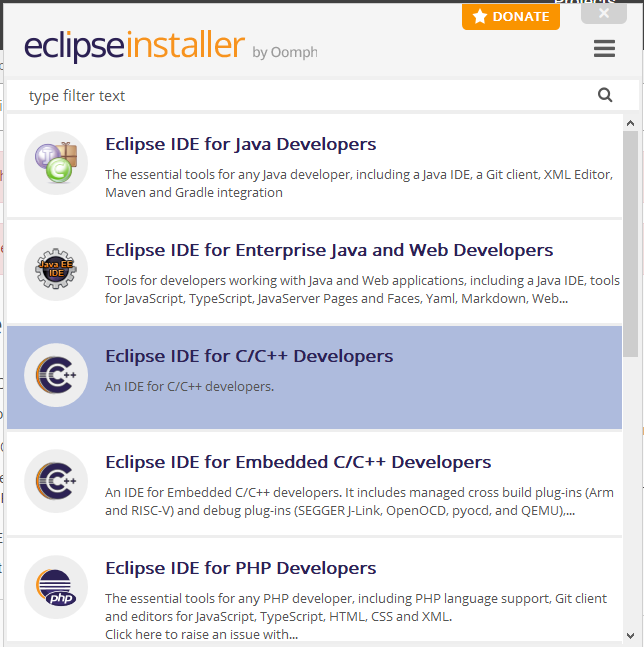 DONATE
eclipseinstaller by Oomph
type filter text
Eclipse IDE for Java Developers
The essential tools for any Java developer, including a Java IDE, a Git client, XML Editor,
Maven and Gradle integration
Java EE
IDE
Eclipse IDE for Enterprise Java and Web Developers
Tools for developers working with Java and Web applications, including a Java IDE, tools
for JavaScript, TypeScript, JavaServer Pages and Faces, Yaml, Markdown, Web...
C++
Eclipse IDE for C/C++ Developers
An IDE for C/C++ developers.
C++
Eclipse IDE for Embedded C/C++ Developers
An IDE for Embedded C/C++ developers. It includes managed cross build plug-ins (Arm
and RISC-V) and debug plug-ins (SEGGER J-Link, OpenOCD, pyocd, and QEMU),...
php
Eclipse IDE for PHP Developers
The essential tools for any PHP developer, including PHP language support, Git client
and editors for JavaScript, TypeScript, HTML, CSS and XML.
Click here to raise an issue with...